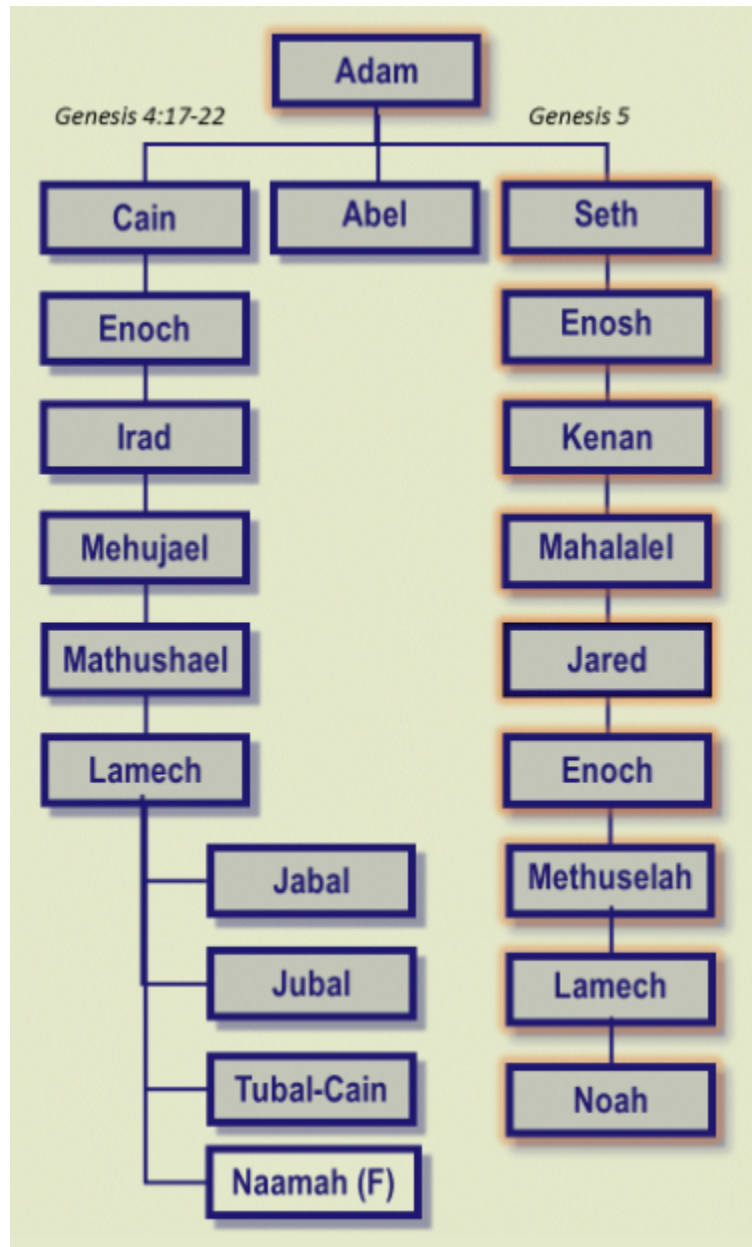 Adam
Genesis 4:17-22
Genesis 5
Cain
Abel
Seth
Enoch
Enosh
Irad
Kenan
Mehujael
Mahalalel
Mathushael
Jared
Lamech
Enoch
Jabal
Methuselah
Jubal
Lamech
Tubal-Cain
Noah
Naamah (F)